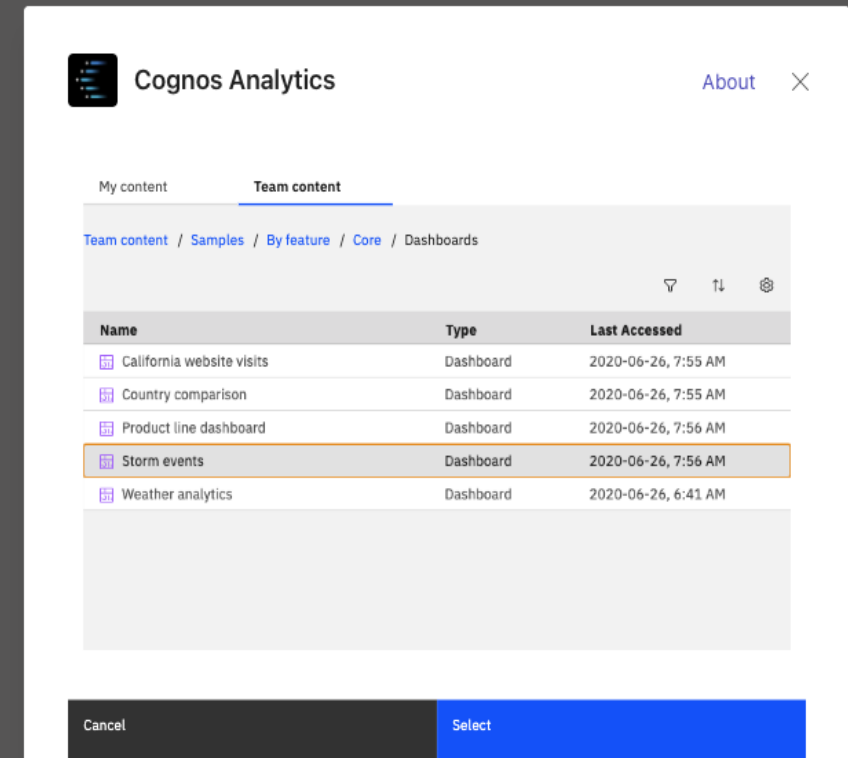 Cognos Analytics About
My content Team content
Team content / Samples / By feature / Core / Dashboards
Name Type Last Accessed
California website visits Dashboard 2020-06-26, 7:55 AM
Country comparison Dashboard 2020-06-26, 7:55 AM
Product line dashboard Dashboard 2020-06-26, 7:56 AM
Storm events Dashboard 2020-06-26, 7:56 AM
Weather analytics Dashboard 2020-06-26, 6:41 AM
Cancel Select